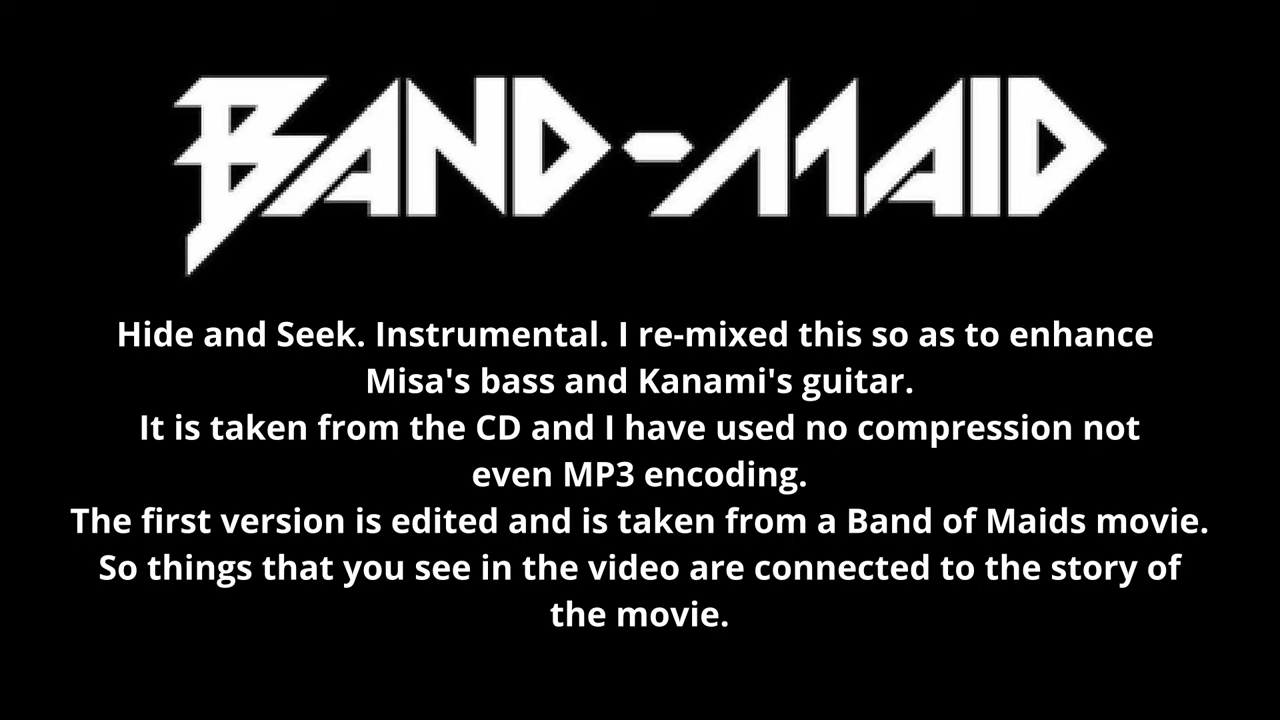 BAND-MAID
Hide and Seek. Instrumental. I re-mixed this so as to enhance
Misa's bass and Kanami's guitar.
It is taken from the CD and I have used no compression not
even MP3 encoding.
The first version is edited and is taken from a Band of Maids movie.
So things that you see in the video are connected to the story of
the movie.